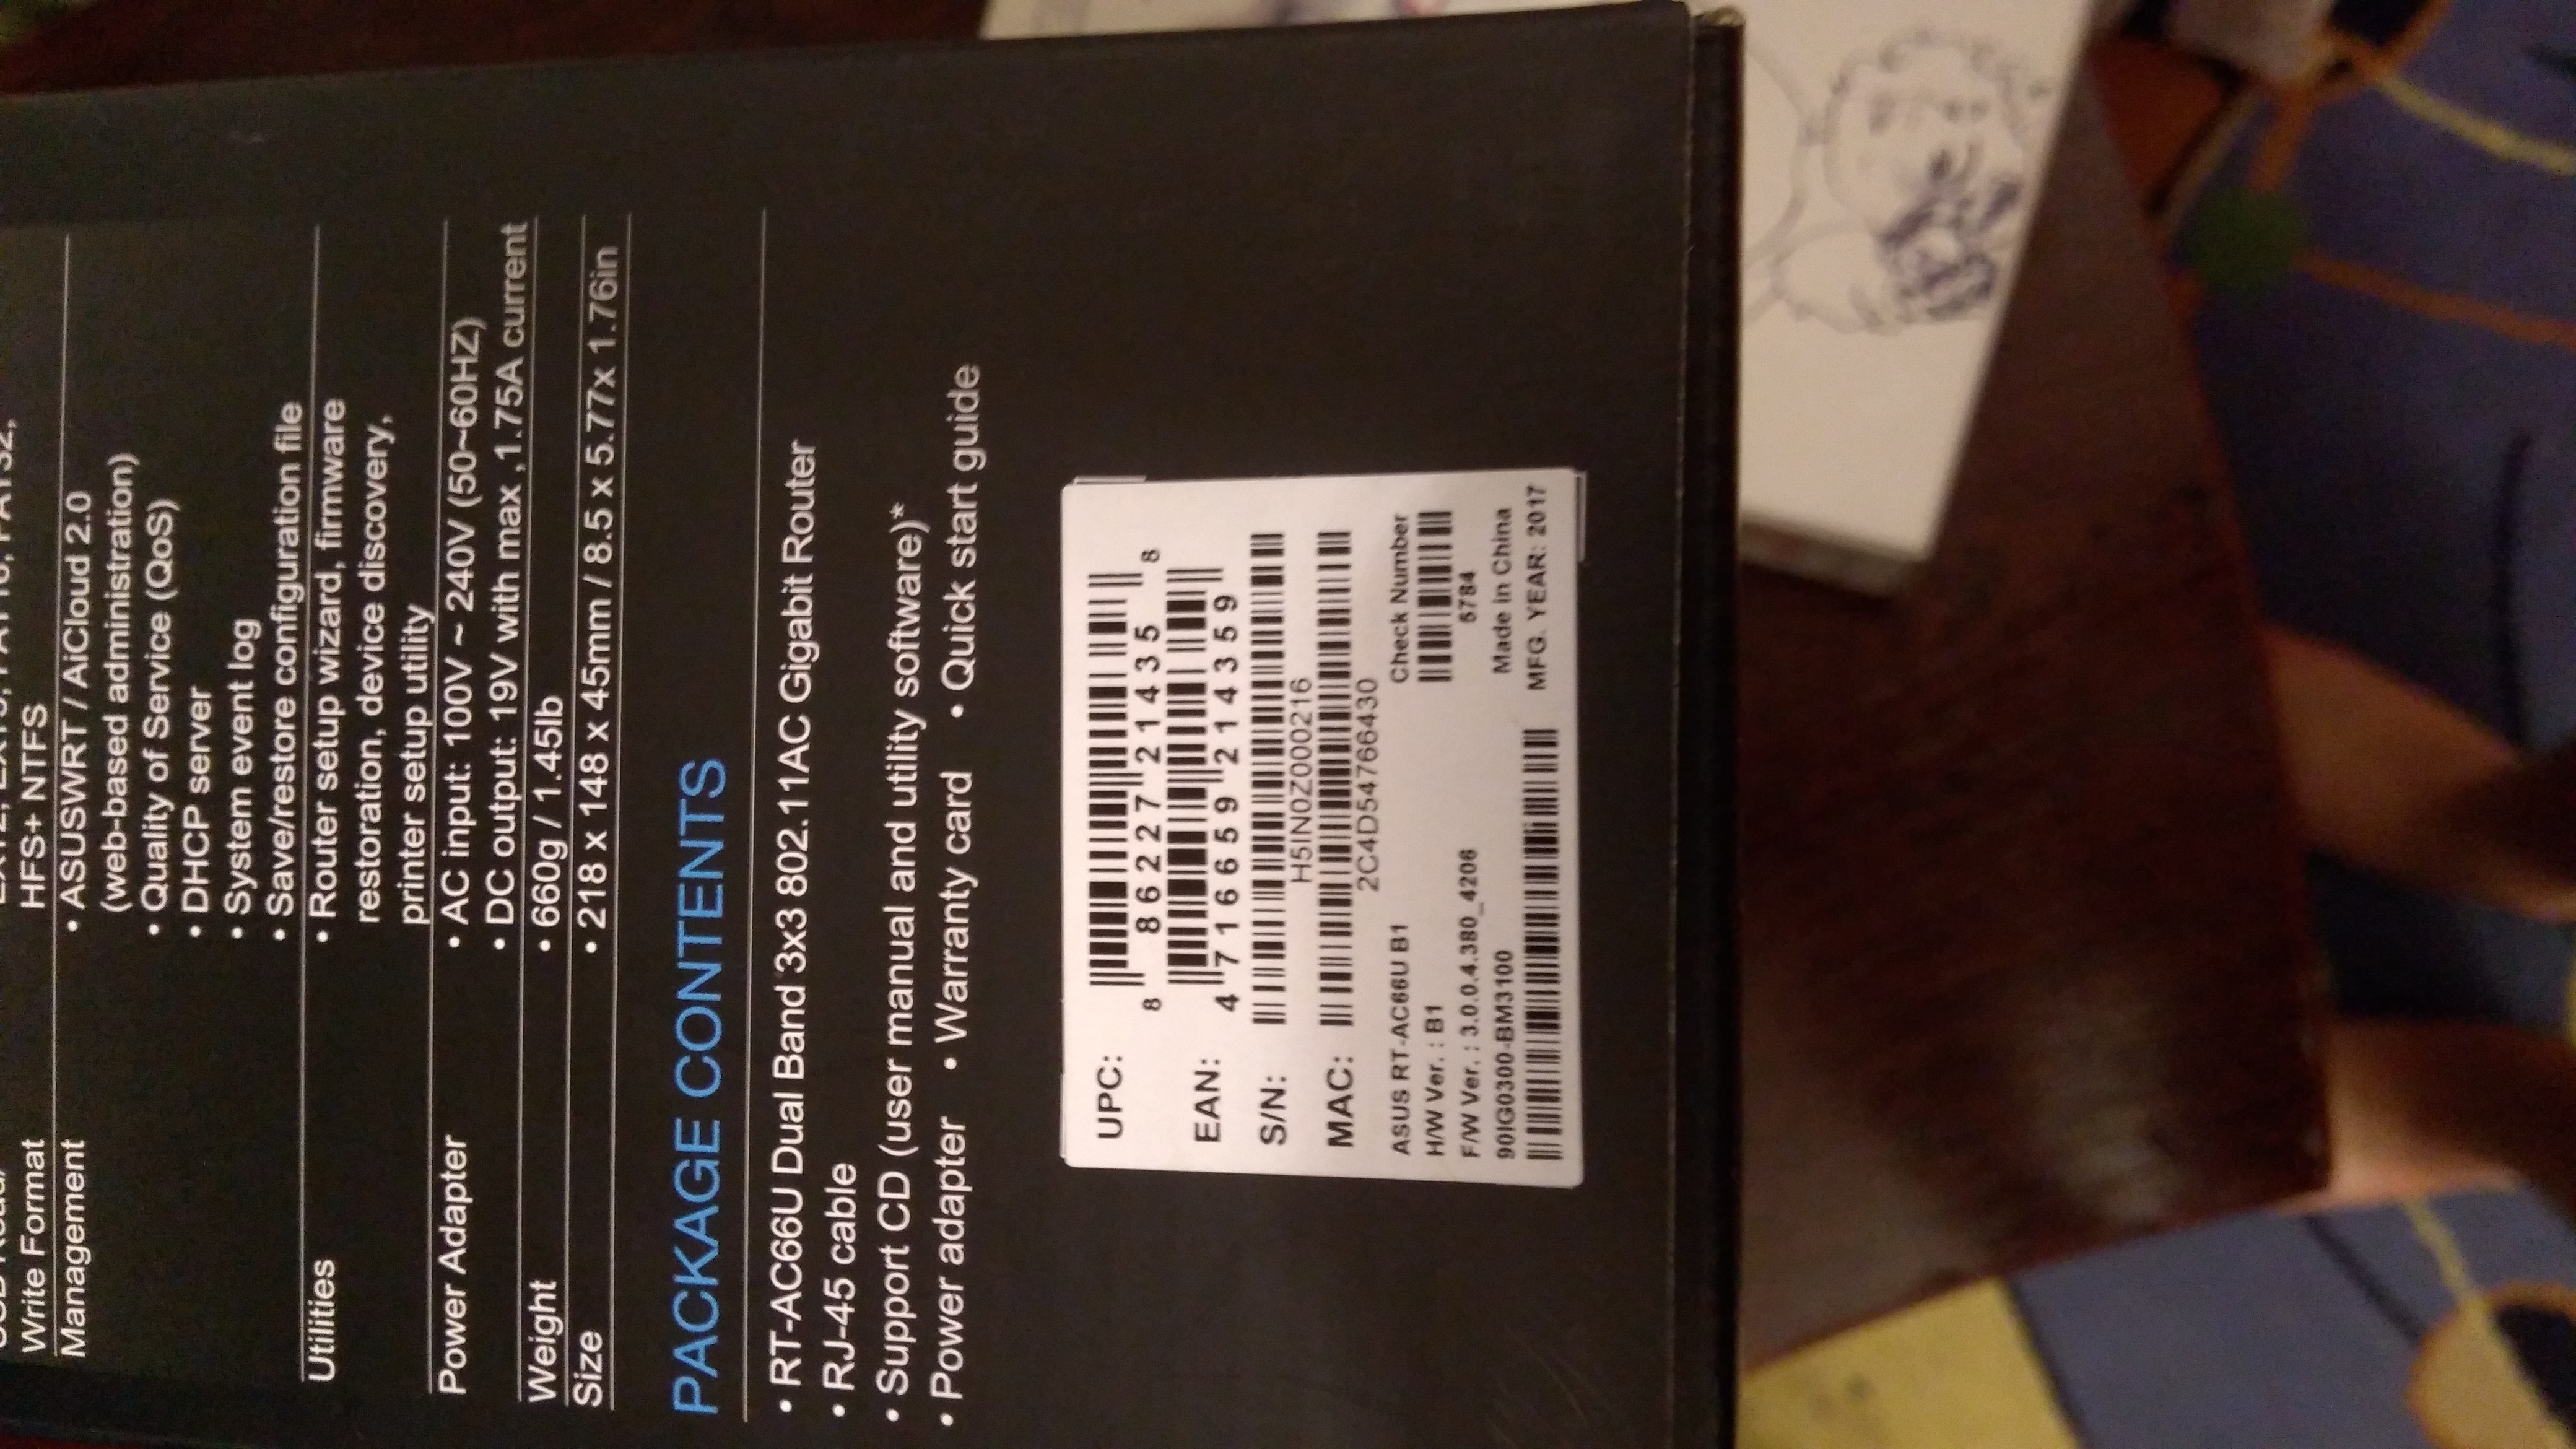 Write Format
HFS+ NTFS
Management
• ASUSWRT / AiCloud 2.0
(web-based administration)
• Quality of Service (QoS)
• DHCP server
• System event log
• Save/restore configuration file
Utilities
• Router setup wizard, firmware
restoration, device discovery,
printer setup utility
Power Adapter
• AC input: 100V ~ 240V (50~60HZ)
• DC output: 19V with max ,1.75A current
Weight
• 660g / 1.45lb
Size
• 218 x 148 x 45mm / 8.5 x 5.77x 1.76in
PACKAGE CONTENTS
• RT-AC66U Dual Band 3x3 802.11AC Gigabit Router
• RJ-45 cable
• Support CD (user manual and utility software)*
• Power adapter • Warranty card • Quick start guide
UPC:
8 86227 21435 8
EAN:
4 716659 214359
S/N:
H5IN0Z000216
MAC:
2C4D54766430
ASUS RT-AC66U B1
Check Number
H/W Ver. : B1
F/W Ver. : 3.0.0.4.380_4206
5784
90IG0300-BM3100
Made in China
MFG. YEAR: 2017